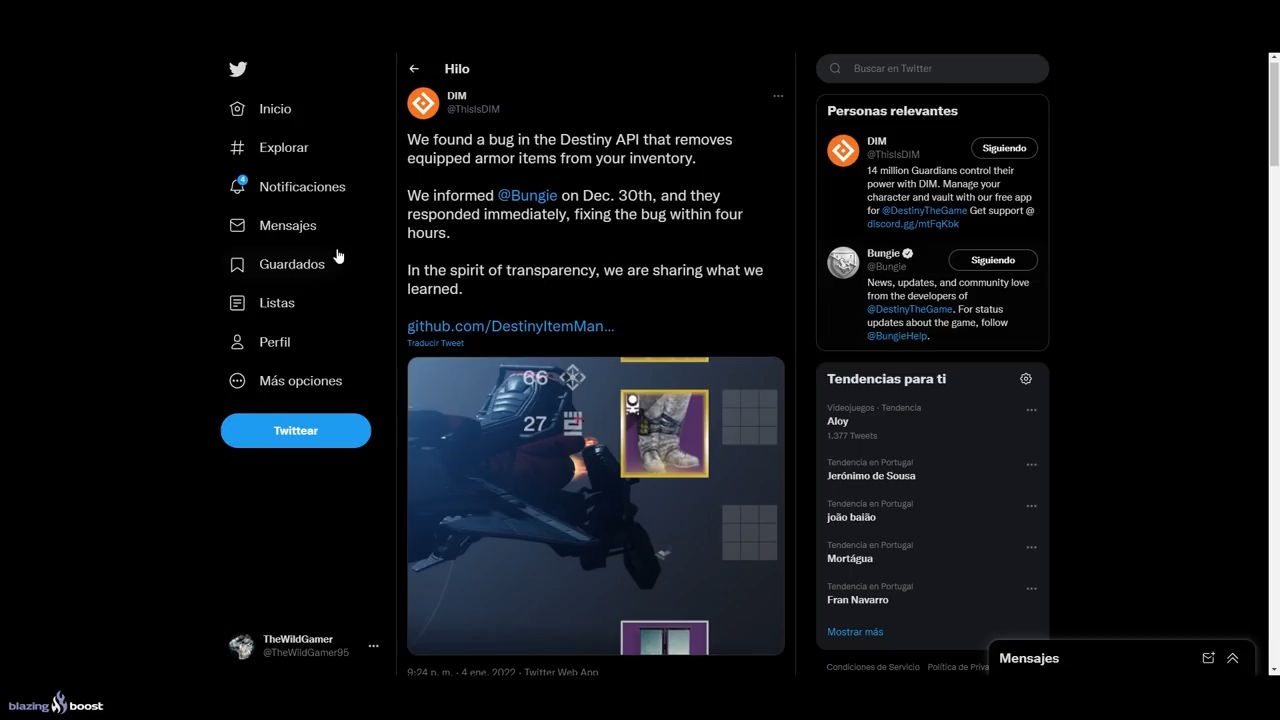 Inicio
Explorar
4
Notificaciones
Mensajes
Guardados
Listas
Perfil
Más opciones
Twittear
TheWildGamer
@TheWildGamer95
Hilo
DIM
@ThisIsDIM
We found a bug in the Destiny API that removes
equipped armor items from your inventory.
We informed @Bungie on Dec. 30th, and they
responded immediately, fixing the bug within four
hours.
In the spirit of transparency, we are sharing what we
learned.
github.com/DestinyItemMan...
Traducir Tweet
66
27
9:24 p. m. · 4 ene. 2022 · Twitter Web App
Buscar en Twitter
Personas relevantes
DIM
@ThisIsDIM
Siguiendo
14 million Guardians control their
power with DIM. Manage your
character and vault with our free app
for @DestinyTheGame Get support @
discord.gg/mtFqKbk
Bungie
@Bungie
Siguiendo
News, updates, and community love
from the developers of
@DestinyTheGame. For status
updates about the game, follow
@BungieHelp.
Tendencias para ti
Videojuegos · Tendencia
Aloy
1.377 Tweets
Tendencia en Portugal
Jerónimo de Sousa
Tendencia en Portugal
joão baião
Tendencia en Portugal
Mortágua
Tendencia en Portugal
Fran Navarro
Mostrar más
Condiciones de Servicio Política de Priva
Mensajes
blazing boost